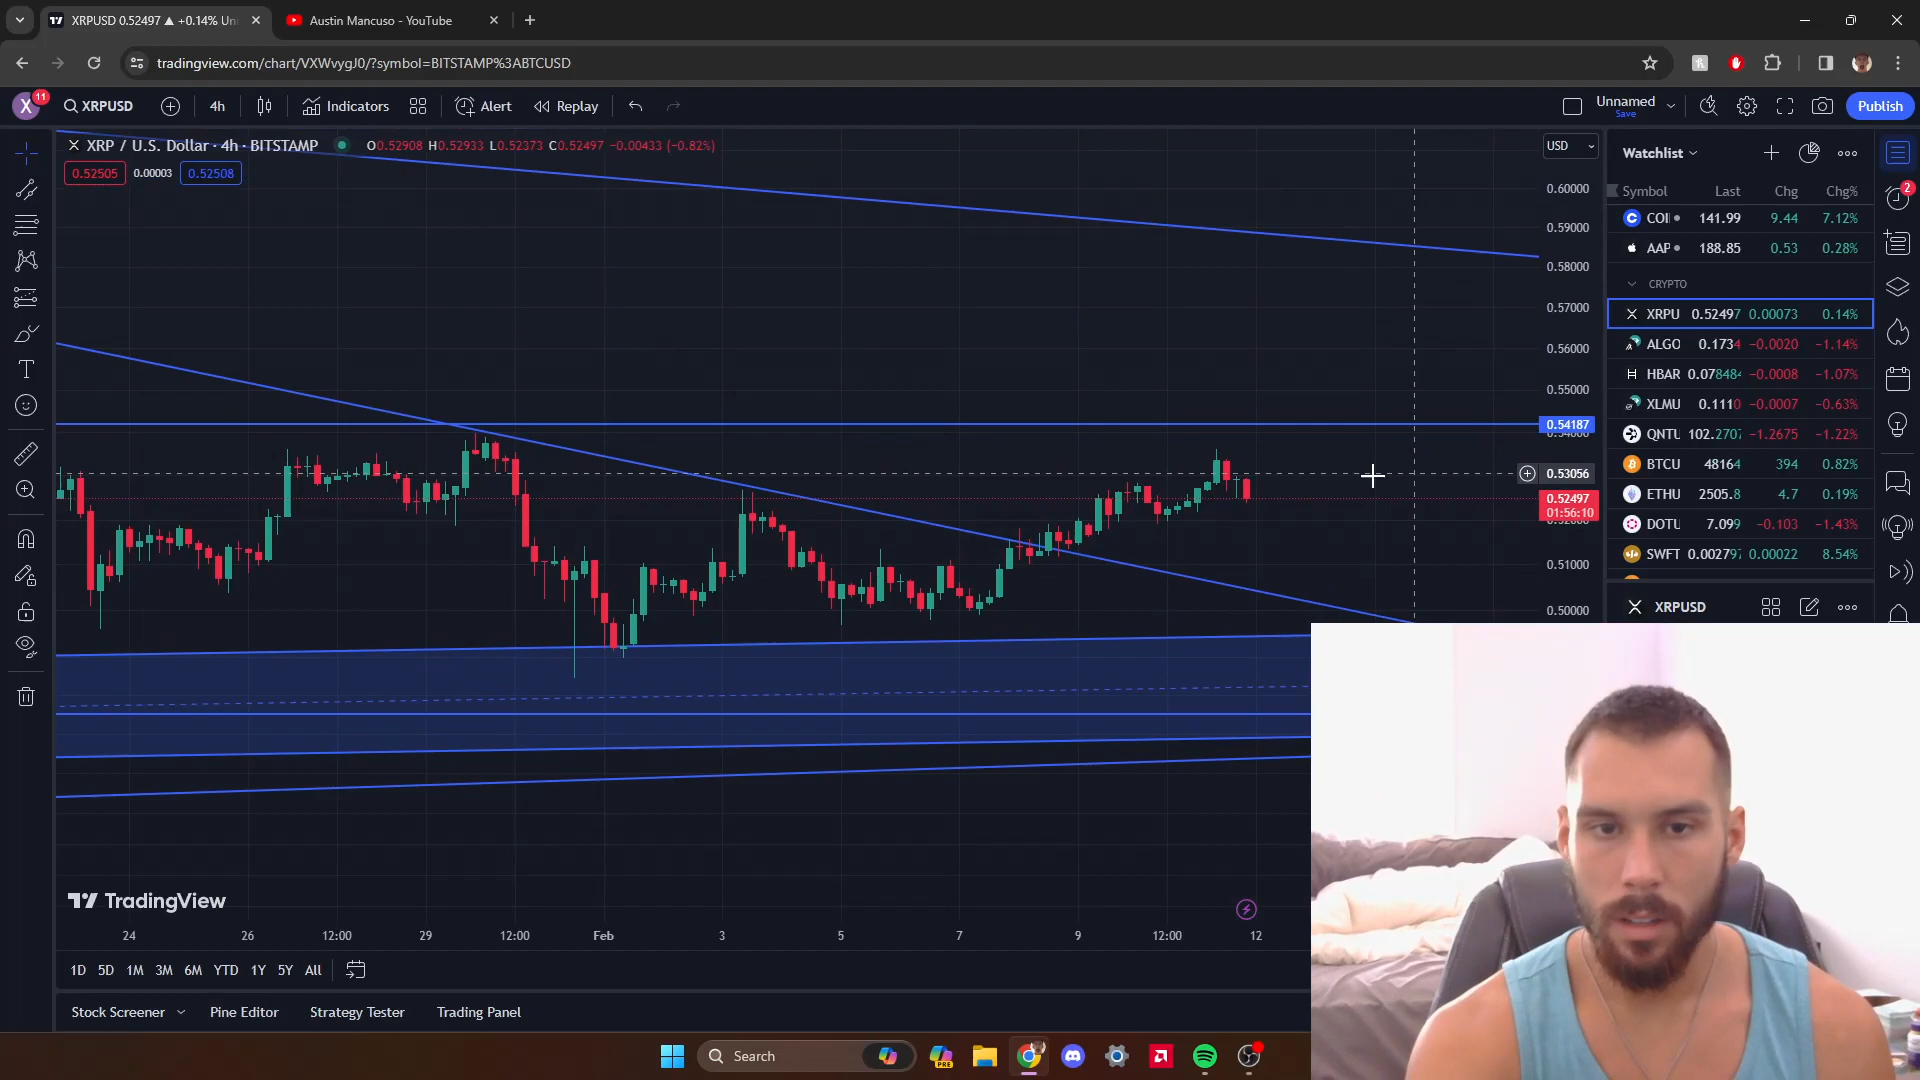 XRPUSD 0.52497 ▲ +0.14% Un
Austin Mancuso - YouTube
tradingview.com/chart/VXWvygJ0/?symbol=BITSTAMP%3ABTCUSD
X 11 XRPUSD 4h Indicators Alert Replay Unnamed Save Publish
XRP / U.S. Dollar · 4h · BITSTAMP O0.52908 H0.52933 L0.52373 C0.52497 −0.00433 (−0.82%)
0.52505 0.00003 0.52508
USD
0.60000
0.59000
0.58000
0.57000
0.56000
0.55000
0.54187
0.53056
0.52497
01:56:10
0.51000
0.50000
Watchlist
2
Symbol Last Chg Chg%
COI 141.99 9.44 7.12%
AAP 188.85 0.53 0.28%
CRYPTO
XRPU 0.52497 0.00073 0.14%
ALGO 0.1734 −0.0020 −1.14%
HBAR 0.078484 −0.0008 −1.07%
XLMU 0.1110 −0.0007 −0.63%
QNTU 102.2707 −1.2675 −1.22%
BTCU 48164 394 0.82%
ETHU 2505.8 4.7 0.19%
DOTU 7.099 −0.103 −1.43%
SWFT 0.002797 0.00022 8.54%
XRPUSD
TradingView
24 26 12:00 29 12:00 Feb 3 5 7 9 12:00 12
1D 5D 1M 3M 6M YTD 1Y 5Y All
Stock Screener Pine Editor Strategy Tester Trading Panel
Search
PRE